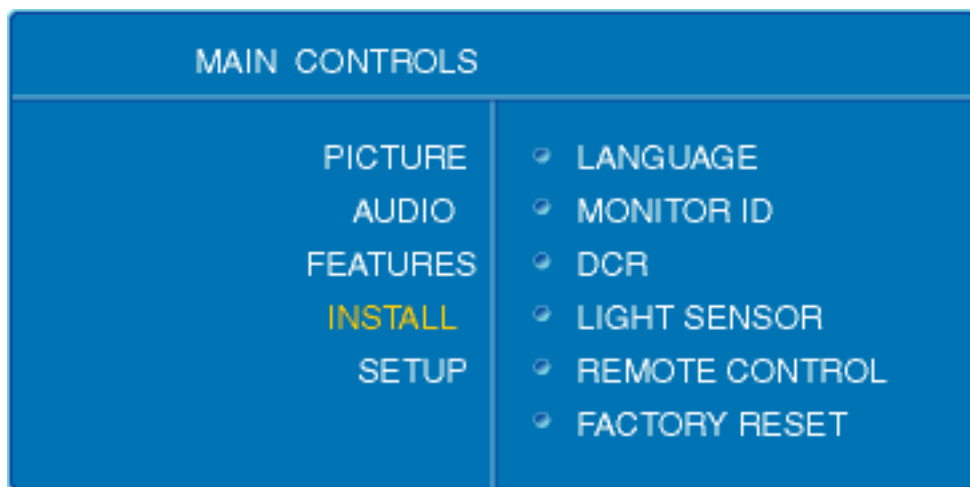 MAIN CONTROLS
PICTURE
AUDIO
FEATURES
INSTALL
SETUP
LANGUAGE
MONITOR ID
DCR
LIGHT SENSOR
REMOTE CONTROL
FACTORY RESET